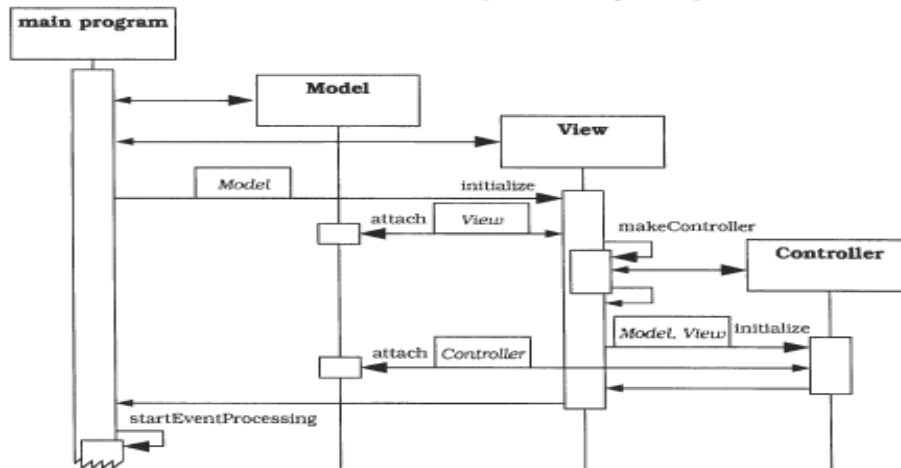 main program
Model
View
Model
initialize
attach
View
makeController
Controller
Model, View
initialize
attach
Controller
startEventProcessing